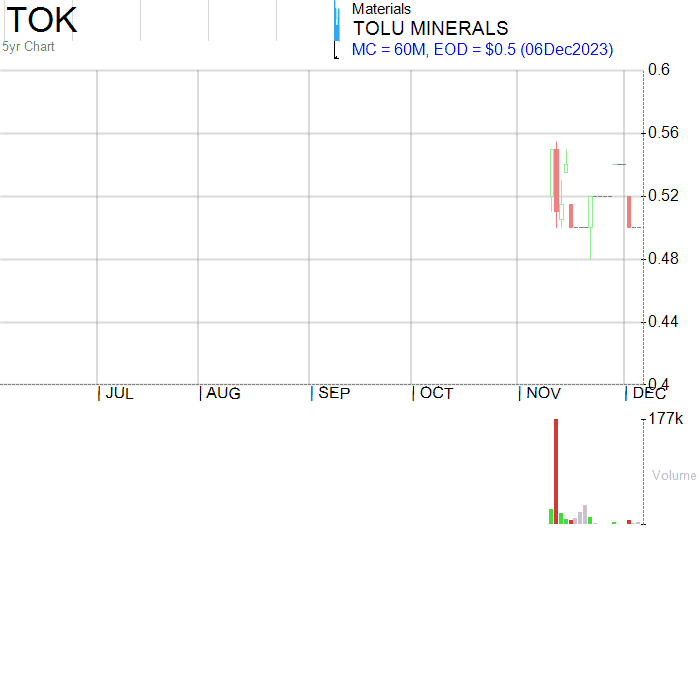 TOK
5yr Chart
Materials
TOLU MINERALS
MC = 60M, EOD = $0.5 (06Dec2023)
0.6
0.56
0.52
0.48
0.44
0.4
JUL AUG SEP OCT NOV DEC
177k
Volume